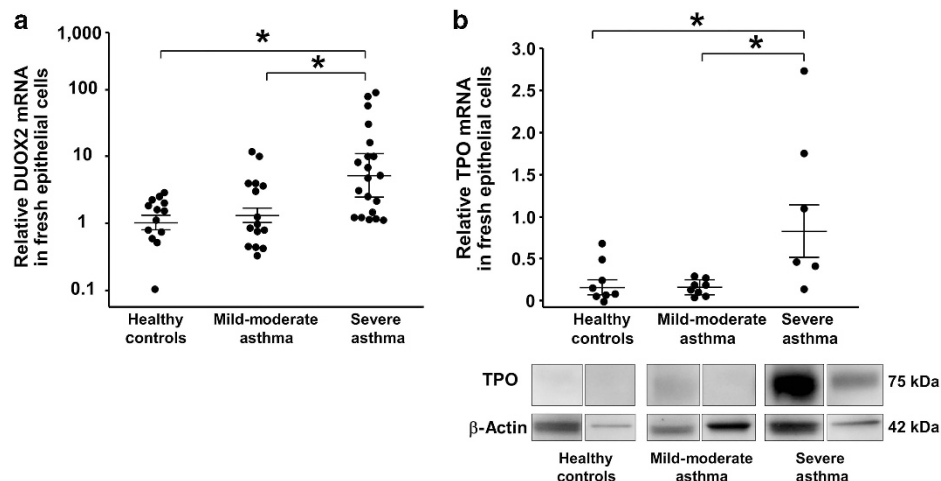 a
Relative DUOX2 mRNA
in fresh epithelial cells
1,000
100
10
1
0.1
*
*
Healthy
controls
Mild-moderate
asthma
Severe
asthma
b
Relative TPO mRNA
in fresh epithelial cells
3.0
2.5
2.0
1.5
1.0
0.5
0
*
*
Healthy
controls
Mild-moderate
asthma
Severe
asthma
TPO
75 kDa
β-Actin
42 kDa
Healthy
controls
Mild-moderate
asthma
Severe
asthma